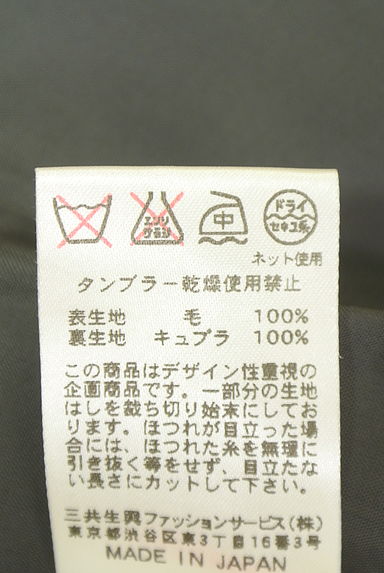 エンソ
サラシ
中
ドライ
セキユ系
ネット使用
タンブラー乾燥使用禁止
表生地 毛 100%
裏生地 キュプラ 100%
この商品はデザイン性重視の
企画商品です。一部分の生地
はしを裁ち切り始末にしてお
ります。ほつれが目立った場
合には、ほつれた糸を無理に
引き抜く等をせず、目立たな
い長さにカットして下さい。
三共生興ファッションサービス(株)
東京都渋谷区東3丁目16番3号
MADE IN JAPAN